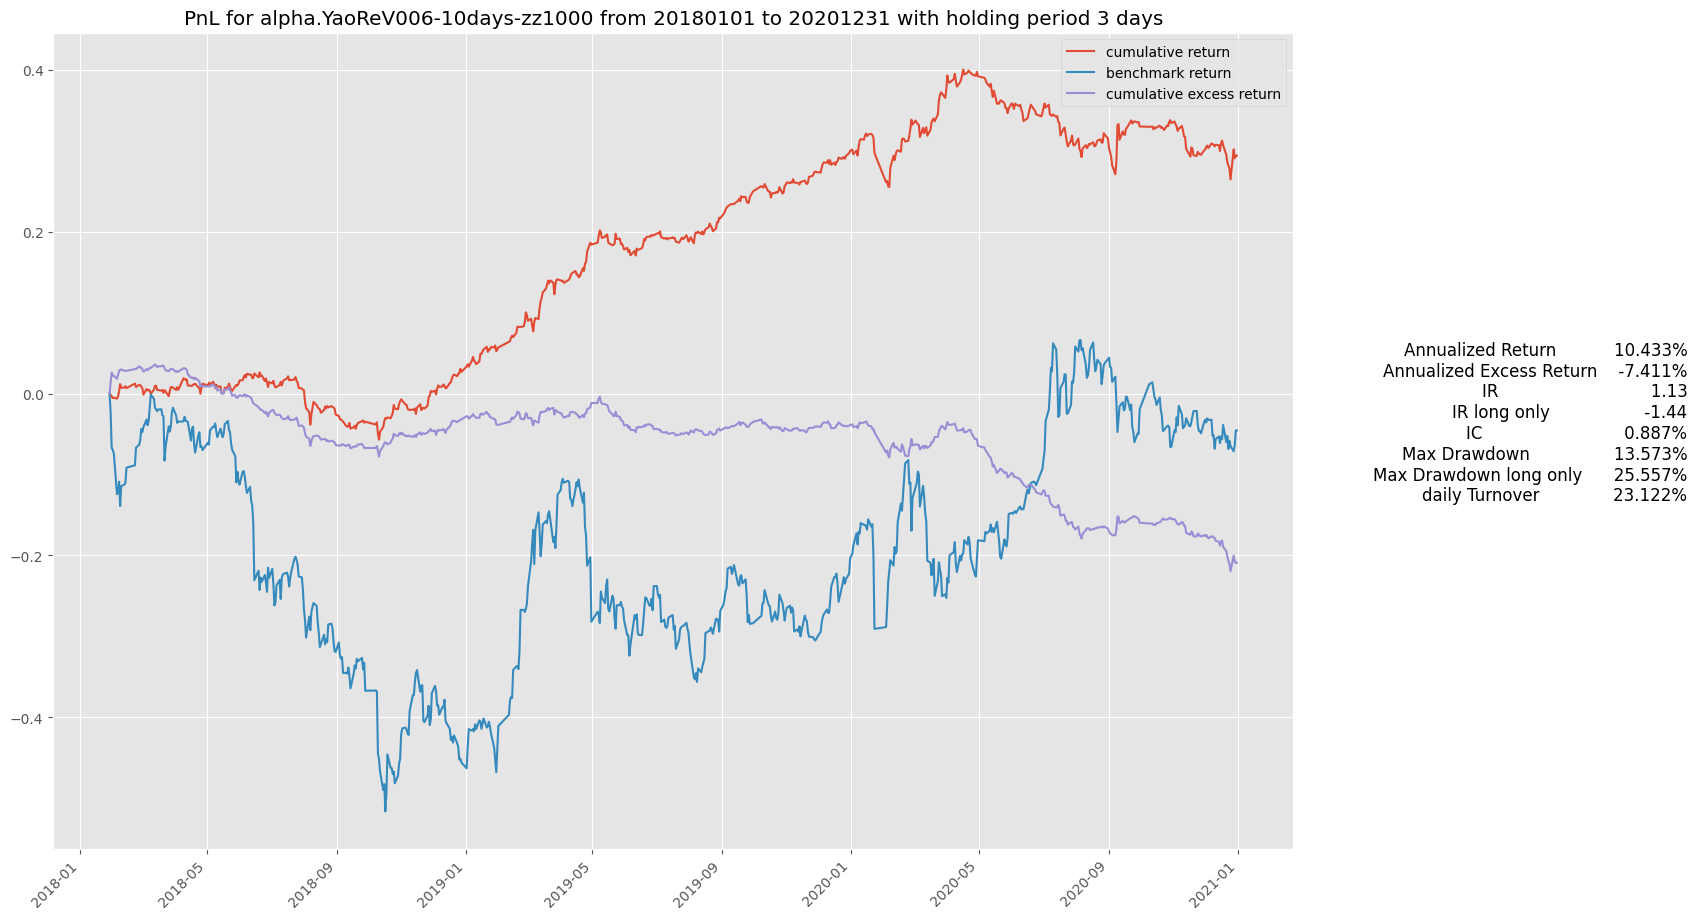 PnL for alpha.YaoReV006-10days-zz1000 from 20180101 to 20201231 with holding period 3 days
cumulative return
benchmark return
cumulative excess return
0.4
0.2
0.0
−0.2
−0.4
2018-01
2018-05
2018-09
2019-01
2019-05
2019-09
2020-01
2020-05
2020-09
2021-01
Annualized Return 10.433%
Annualized Excess Return -7.411%
IR 1.13
IR long only -1.44
IC 0.887%
Max Drawdown 13.573%
Max Drawdown long only 25.557%
daily Turnover 23.122%